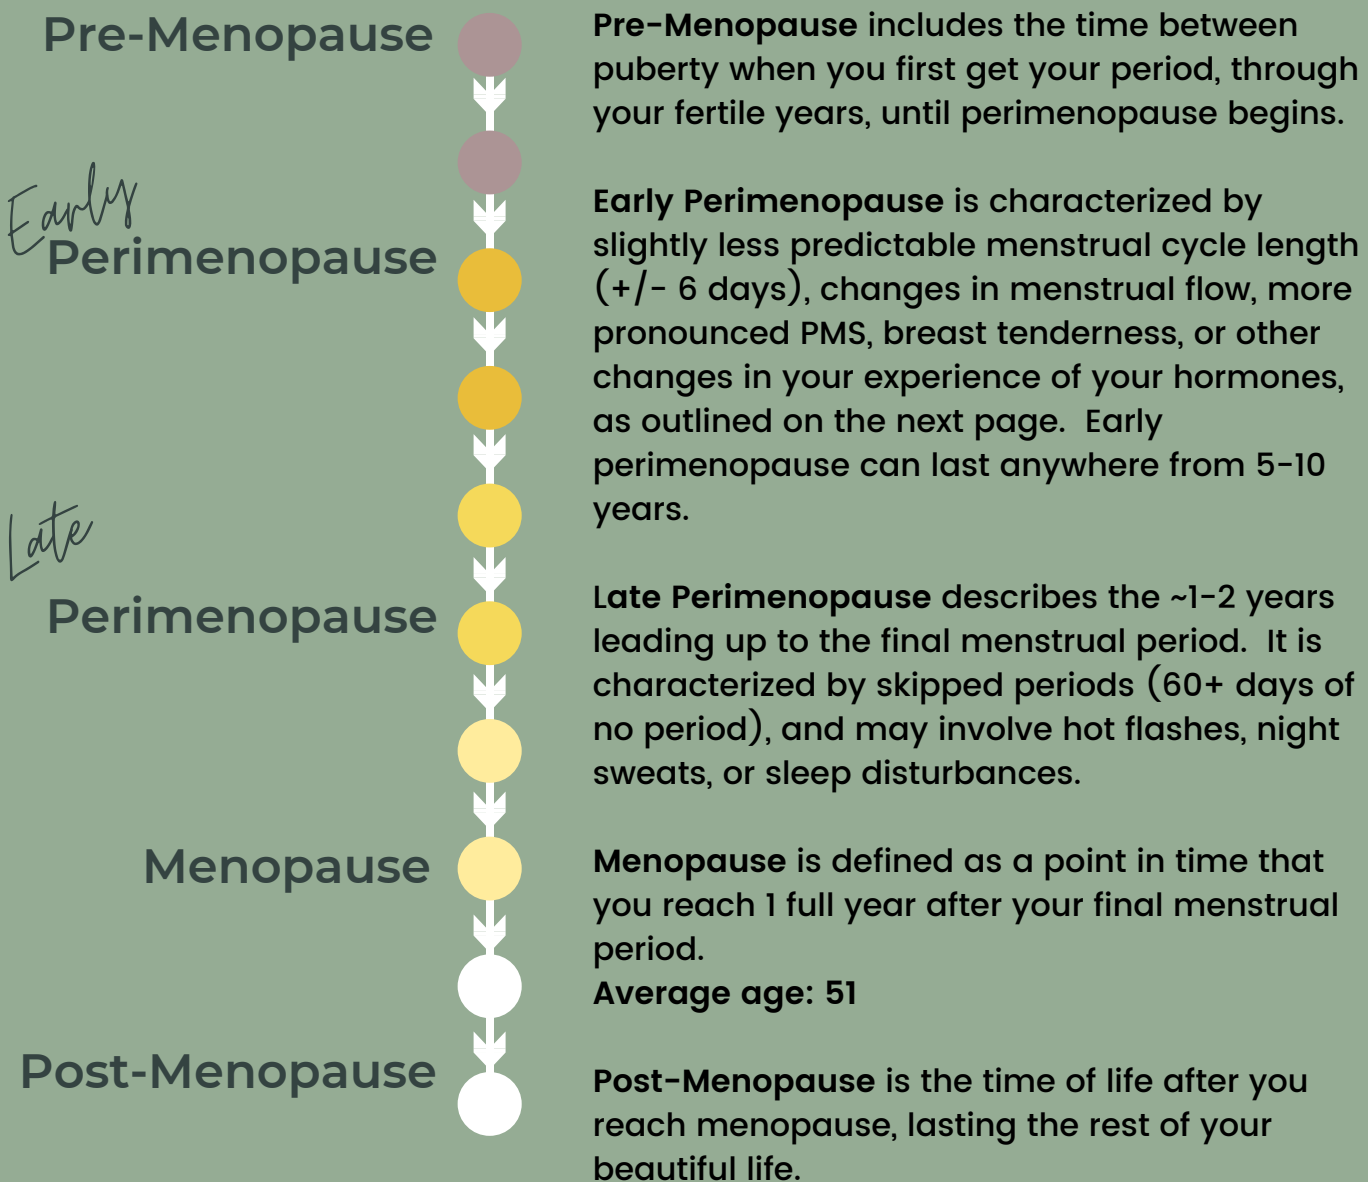 Pre-Menopause
Pre-Menopause includes the time between
puberty when you first get your period, through
your fertile years, until perimenopause begins.
Early
Perimenopause
Early Perimenopause is characterized by
slightly less predictable menstrual cycle length
(+/- 6 days), changes in menstrual flow, more
pronounced PMS, breast tenderness, or other
changes in your experience of your hormones,
as outlined on the next page.  Early
perimenopause can last anywhere from 5-10
years.
Late
Perimenopause
Late Perimenopause describes the ~1-2 years
leading up to the final menstrual period.  It is
characterized by skipped periods (60+ days of
no period), and may involve hot flashes, night
sweats, or sleep disturbances.
Menopause
Menopause is defined as a point in time that
you reach 1 full year after your final menstrual
period.
Average age: 51
Post-Menopause
Post-Menopause is the time of life after you
reach menopause, lasting the rest of your
beautiful life.